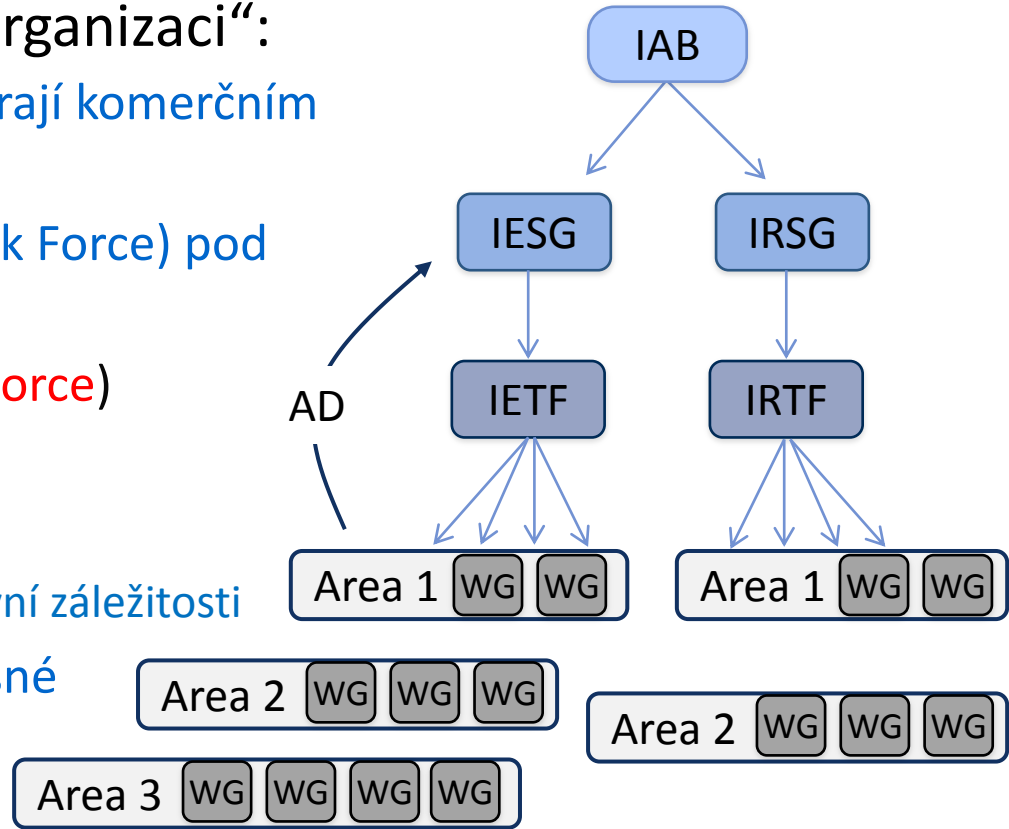 rganizaci“:
rají komerčním
k Force) pod
orce)
vní záležitosti
sné
IAB
IESG IRSG
AD IETF IRTF
Area 1 WG WG
Area 1 WG WG
Area 2 WG WG WG
Area 2 WG WG WG
Area 3 WG WG WG WG